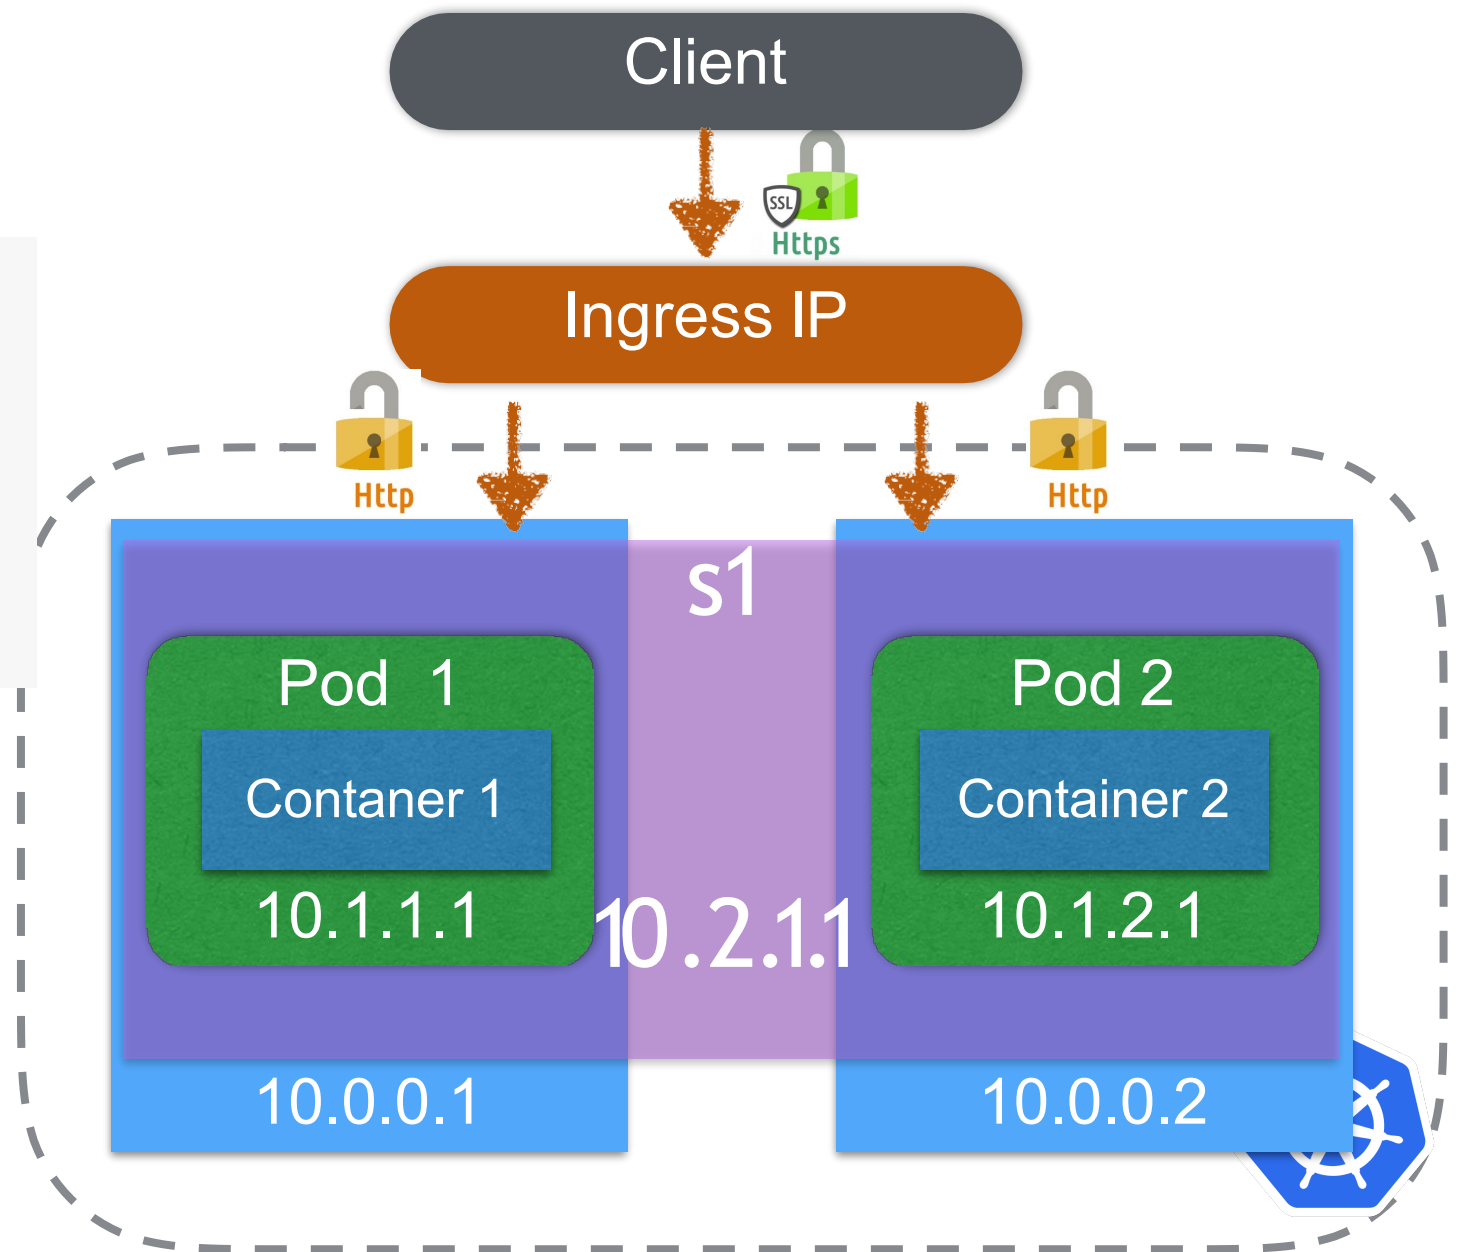 Client
SSL
Https
Ingress IP
Http
Http
s1
Pod 1
Pod 2
Contaner 1
Container 2
10.1.1.1
10.2.1.1
10.1.2.1
10.0.0.1
10.0.0.2